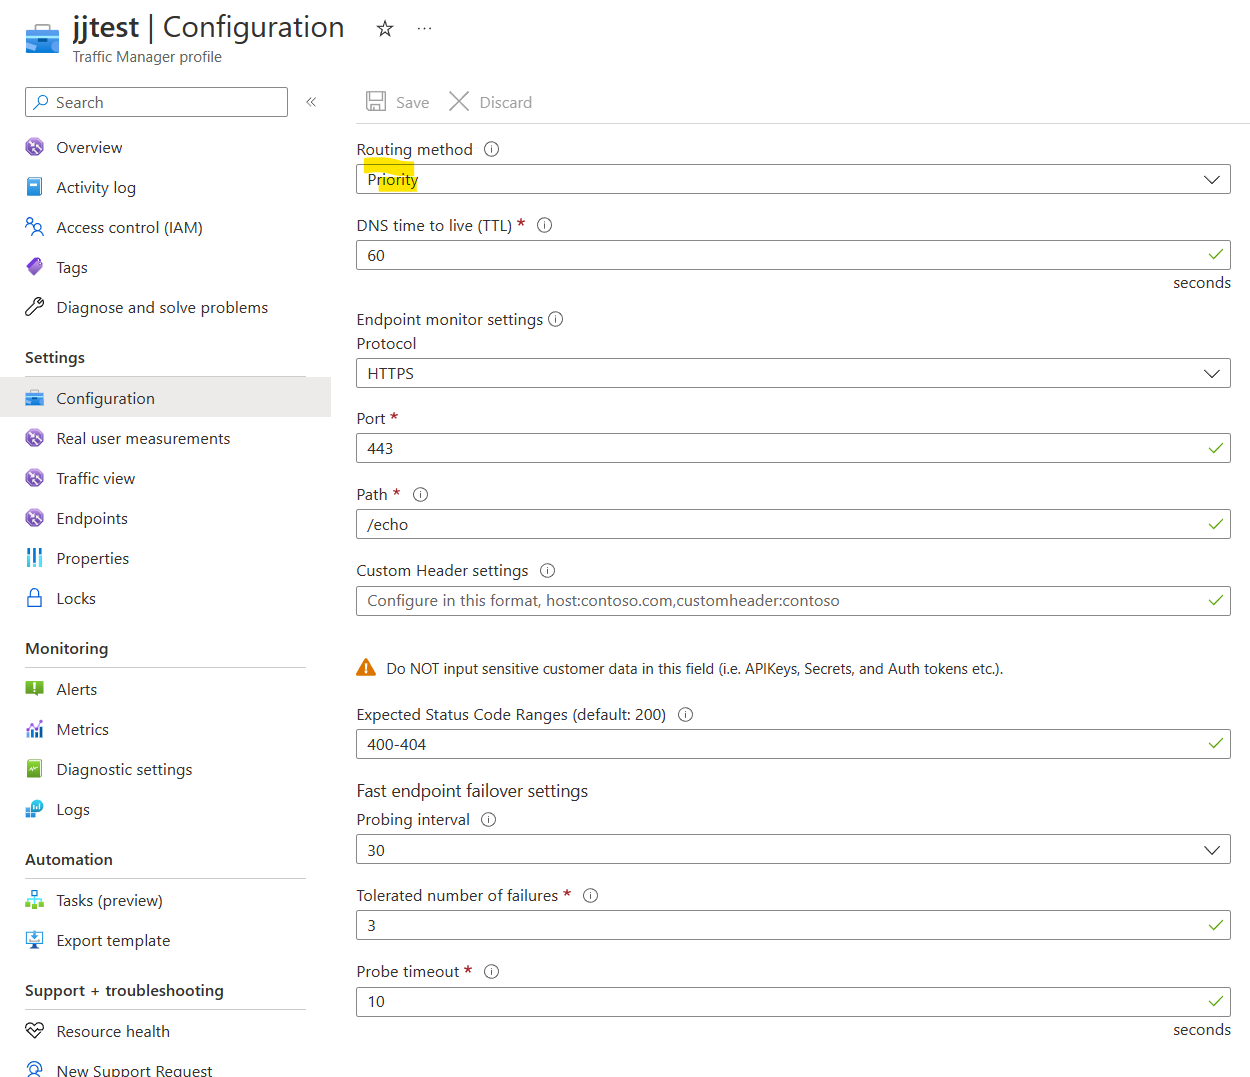 jjtest | Configuration
Traffic Manager profile
Search
Overview
Activity log
Access control (IAM)
Tags
Diagnose and solve problems
Settings
Configuration
Real user measurements
Traffic view
Endpoints
Properties
Locks
Monitoring
Alerts
Metrics
Diagnostic settings
Logs
Automation
Tasks (preview)
Export template
Support + troubleshooting
Resource health
New Support Request
Save Discard
Routing method
Priority
DNS time to live (TTL) *
60
seconds
Endpoint monitor settings
Protocol
HTTPS
Port *
443
Path *
/echo
Custom Header settings
Configure in this format, host:contoso.com,customheader:contoso
Do NOT input sensitive customer data in this field (i.e. APIKeys, Secrets, and Auth tokens etc.).
Expected Status Code Ranges (default: 200)
400-404
Fast endpoint failover settings
Probing interval
30
Tolerated number of failures *
3
Probe timeout *
10
seconds